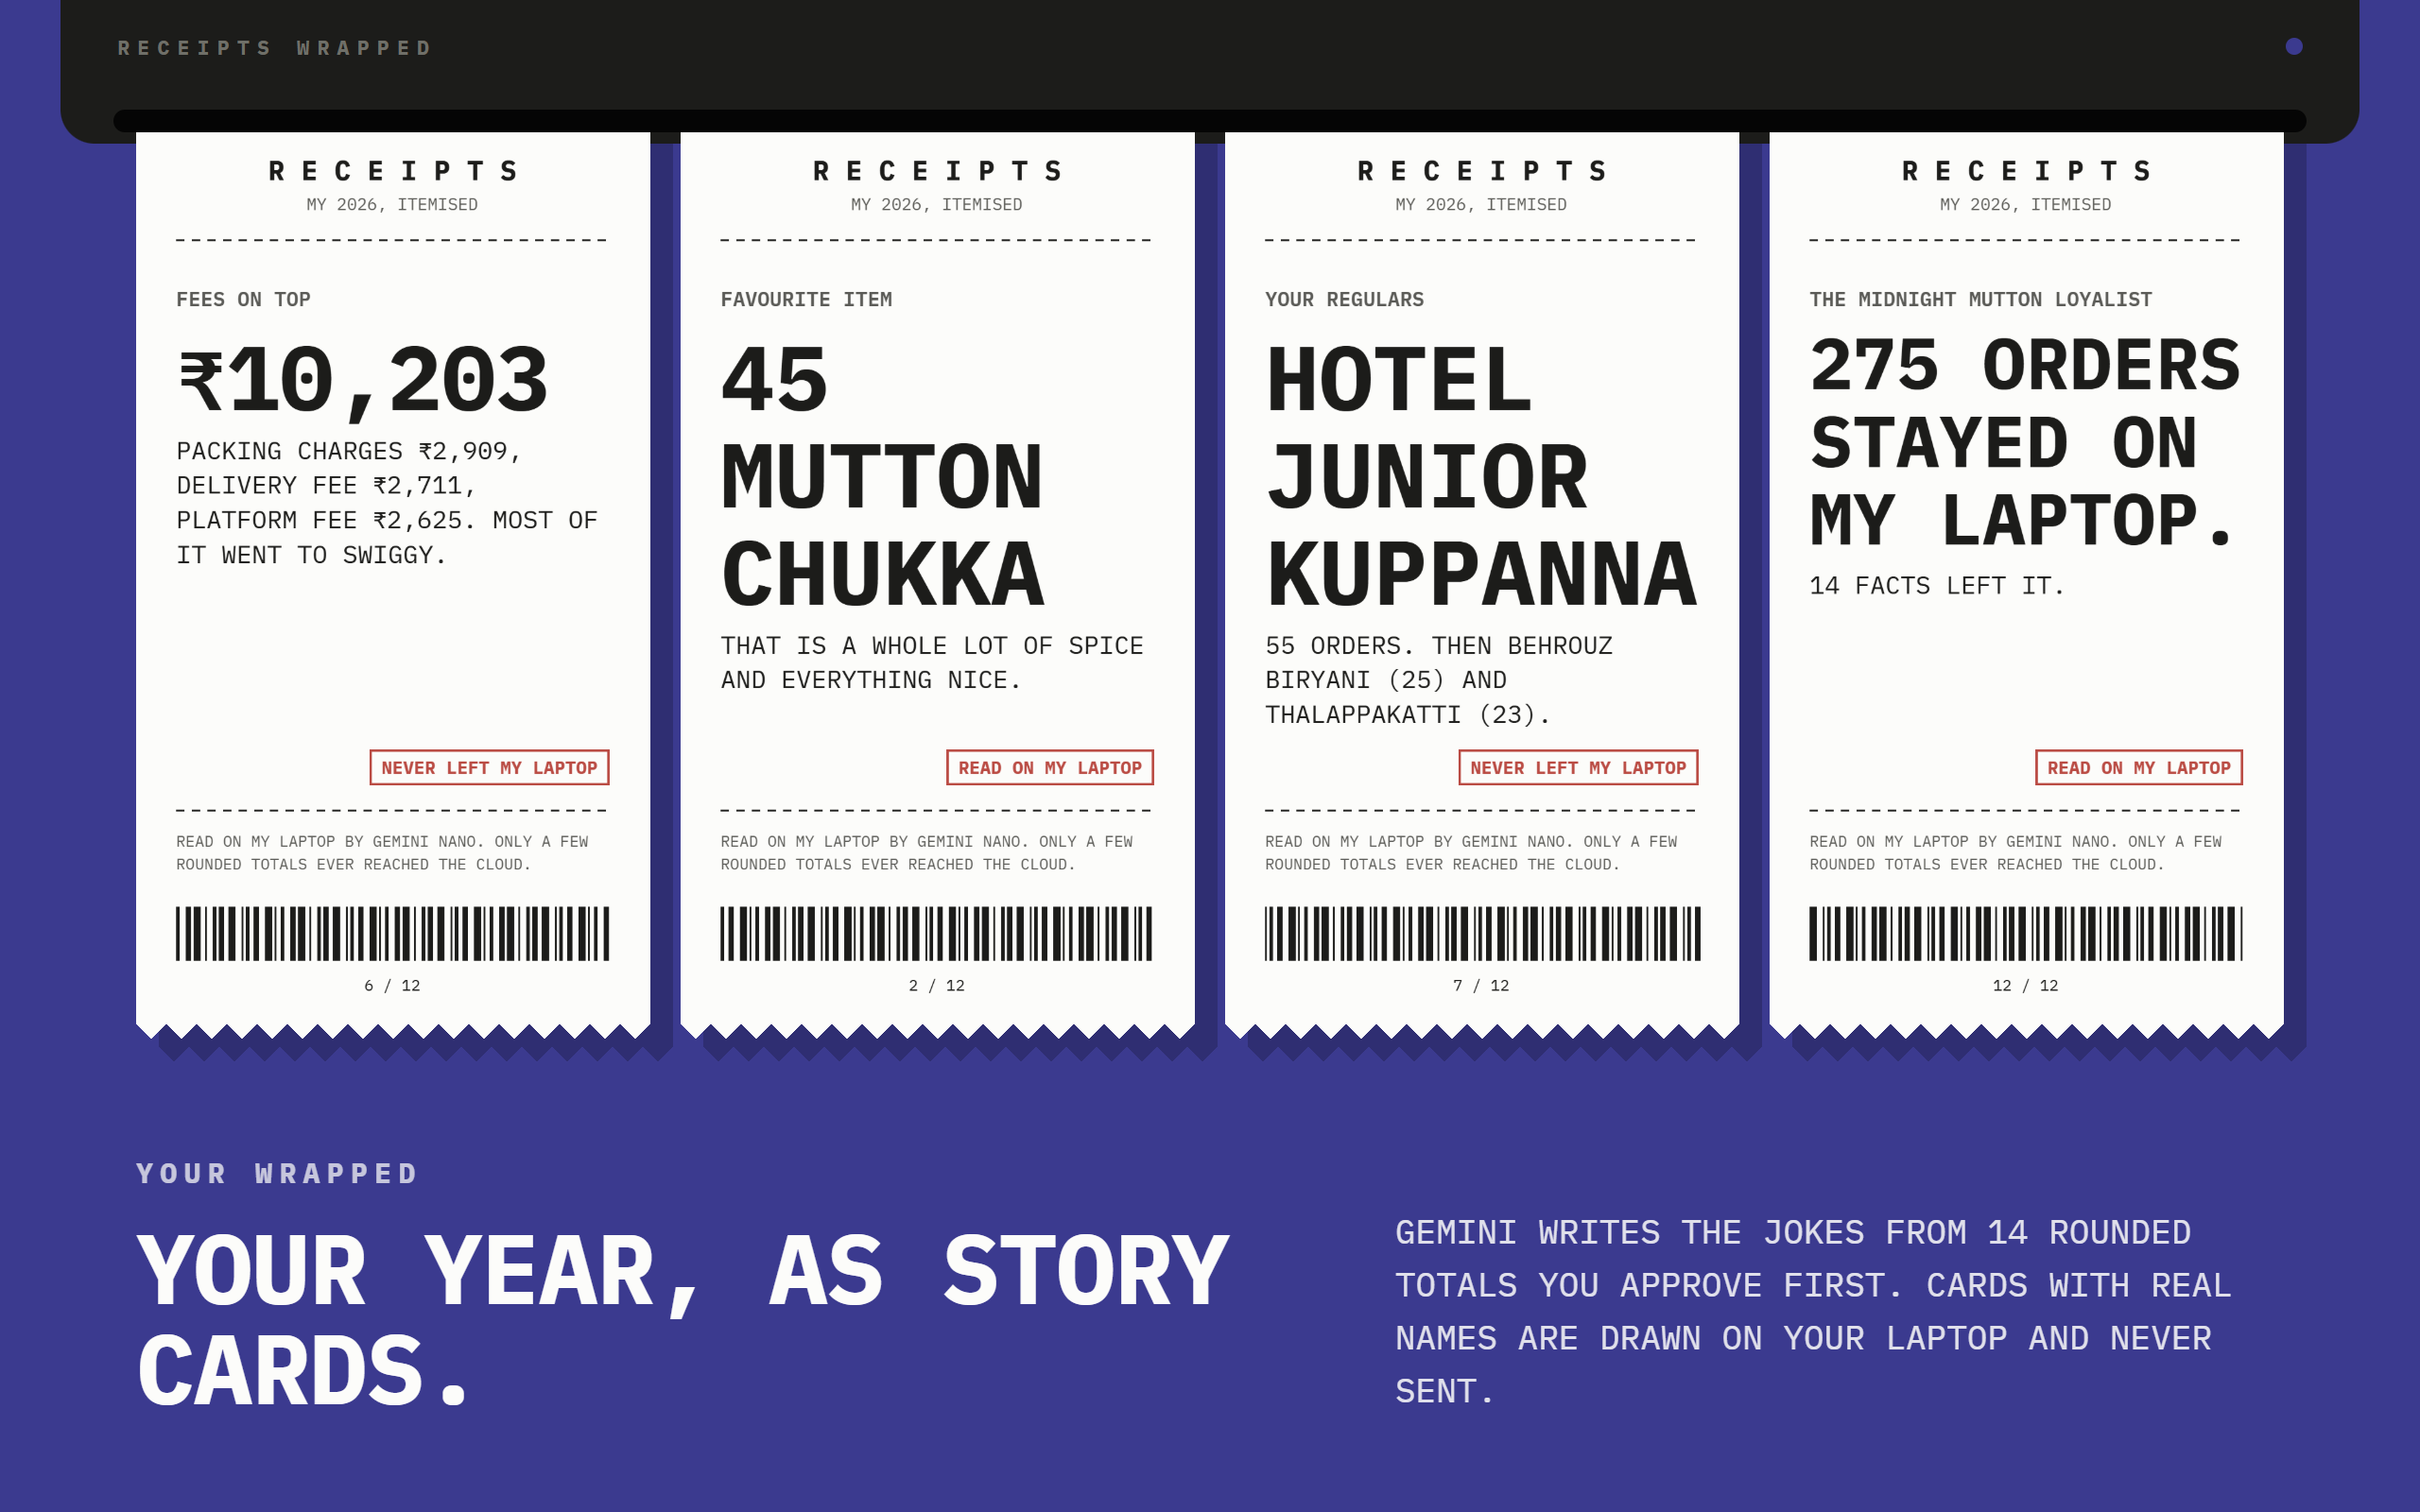 RECEIPTS WRAPPED
RECEIPTS
MY 2026, ITEMISED
FEES ON TOP
₹10,203
PACKING CHARGES ₹2,909,
DELIVERY FEE ₹2,711,
PLATFORM FEE ₹2,625. MOST OF
IT WENT TO SWIGGY.
NEVER LEFT MY LAPTOP
READ ON MY LAPTOP BY GEMINI NANO. ONLY A FEW
ROUNDED TOTALS EVER REACHED THE CLOUD.
6 / 12
RECEIPTS
MY 2026, ITEMISED
FAVOURITE ITEM
45
MUTTON
CHUKKA
THAT IS A WHOLE LOT OF SPICE
AND EVERYTHING NICE.
READ ON MY LAPTOP
READ ON MY LAPTOP BY GEMINI NANO. ONLY A FEW
ROUNDED TOTALS EVER REACHED THE CLOUD.
2 / 12
RECEIPTS
MY 2026, ITEMISED
YOUR REGULARS
HOTEL
JUNIOR
KUPPANNA
55 ORDERS. THEN BEHROUZ
BIRYANI (25) AND
THALAPPAKATTI (23).
NEVER LEFT MY LAPTOP
READ ON MY LAPTOP BY GEMINI NANO. ONLY A FEW
ROUNDED TOTALS EVER REACHED THE CLOUD.
7 / 12
RECEIPTS
MY 2026, ITEMISED
THE MIDNIGHT MUTTON LOYALIST
275 ORDERS
STAYED ON
MY LAPTOP.
14 FACTS LEFT IT.
READ ON MY LAPTOP
READ ON MY LAPTOP BY GEMINI NANO. ONLY A FEW
ROUNDED TOTALS EVER REACHED THE CLOUD.
12 / 12
YOUR WRAPPED
YOUR YEAR, AS STORY
CARDS.
GEMINI WRITES THE JOKES FROM 14 ROUNDED
TOTALS YOU APPROVE FIRST. CARDS WITH REAL
NAMES ARE DRAWN ON YOUR LAPTOP AND NEVER
SENT.